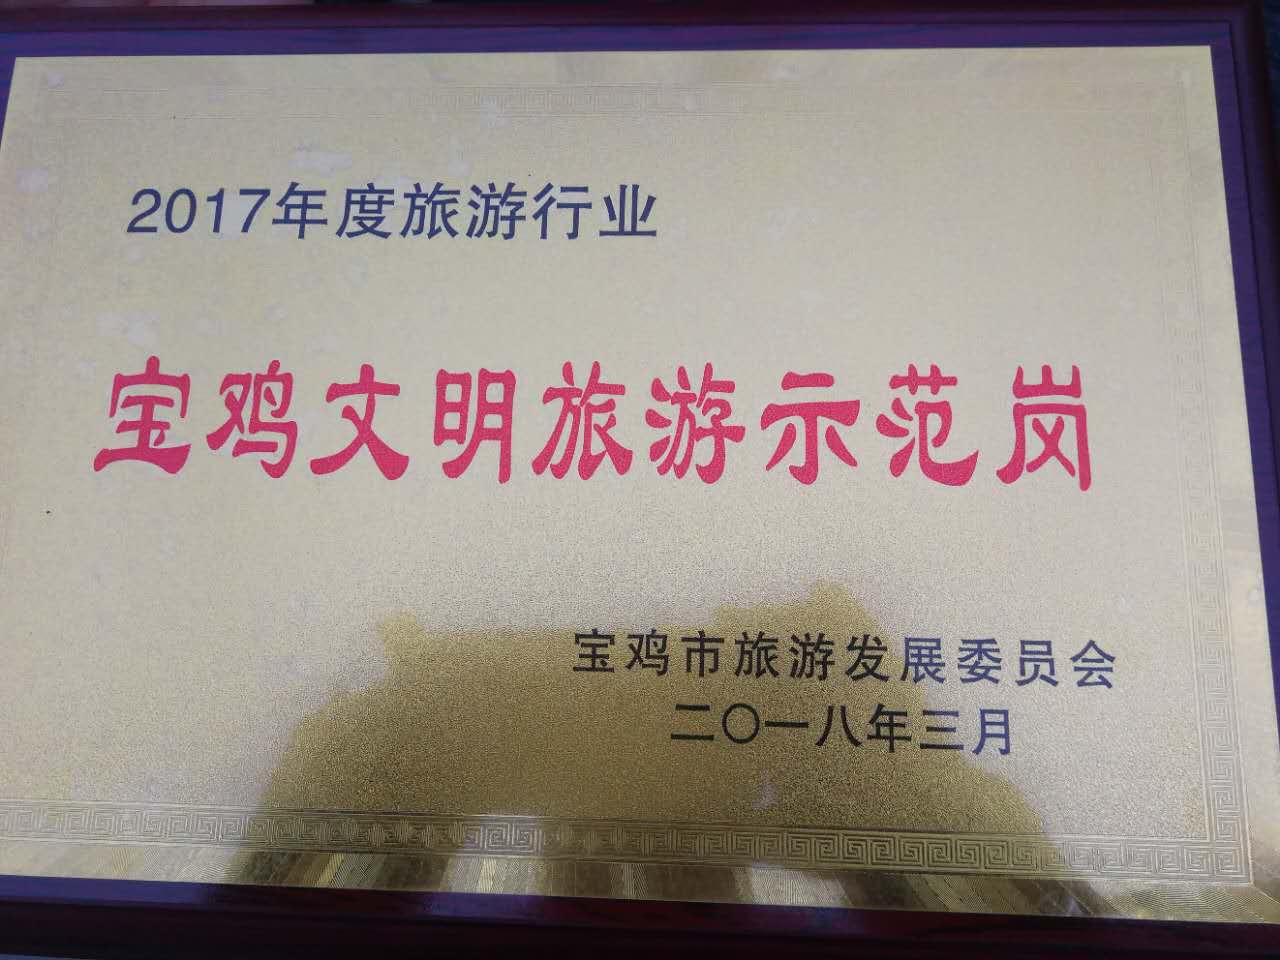 2017年度旅游行业
宝鸡文明旅游示范岗
宝鸡市旅游发展委员会
二〇一八年三月